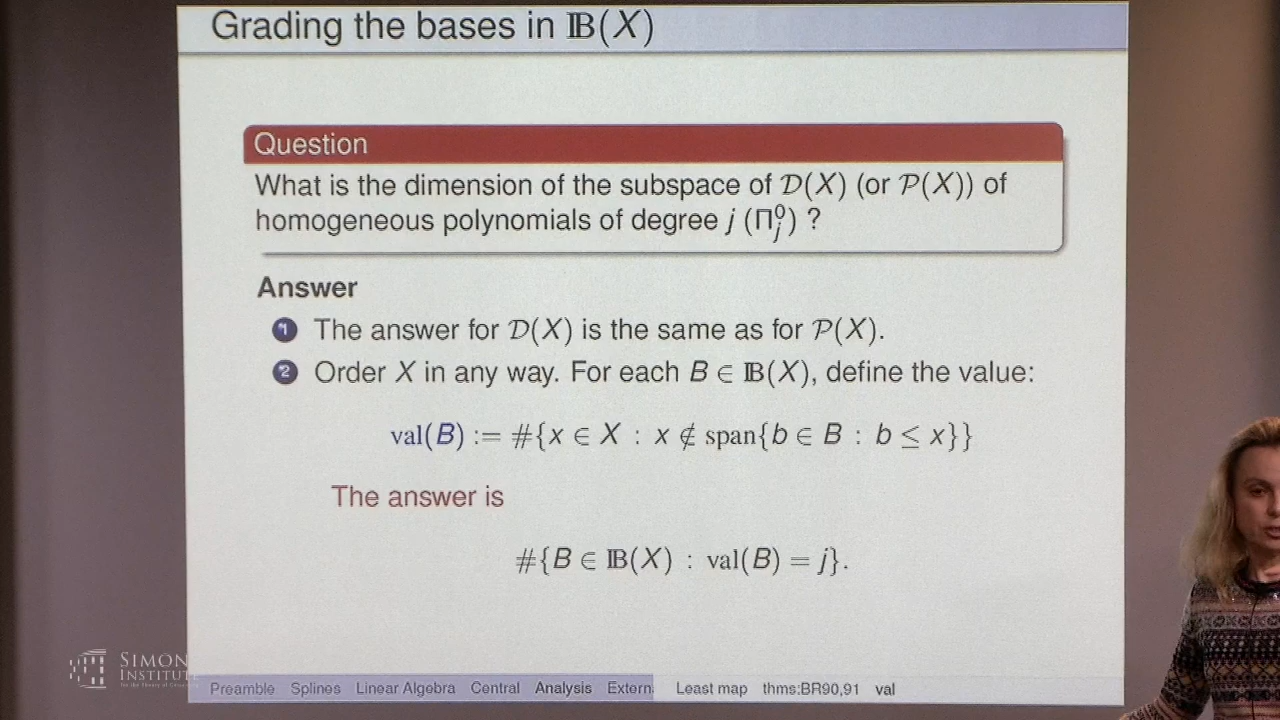 Grading the bases in 𝔹(X)
Question
What is the dimension of the subspace of 𝒟(X) (or 𝒫(X)) of
homogeneous polynomials of degree j (Π⁰ⱼ) ?
Answer
1 The answer for 𝒟(X) is the same as for 𝒫(X).
2 Order X in any way. For each B ∈ 𝔹(X), define the value:
val(B) := #{x ∈ X : x ∉ span{b ∈ B : b ≤ x}}
The answer is
#{B ∈ 𝔹(X) : val(B) = j}.
SIMON
INSTITUTE
Preamble Splines Linear Algebra Central Analysis Extern Least map thms:BR90,91 val